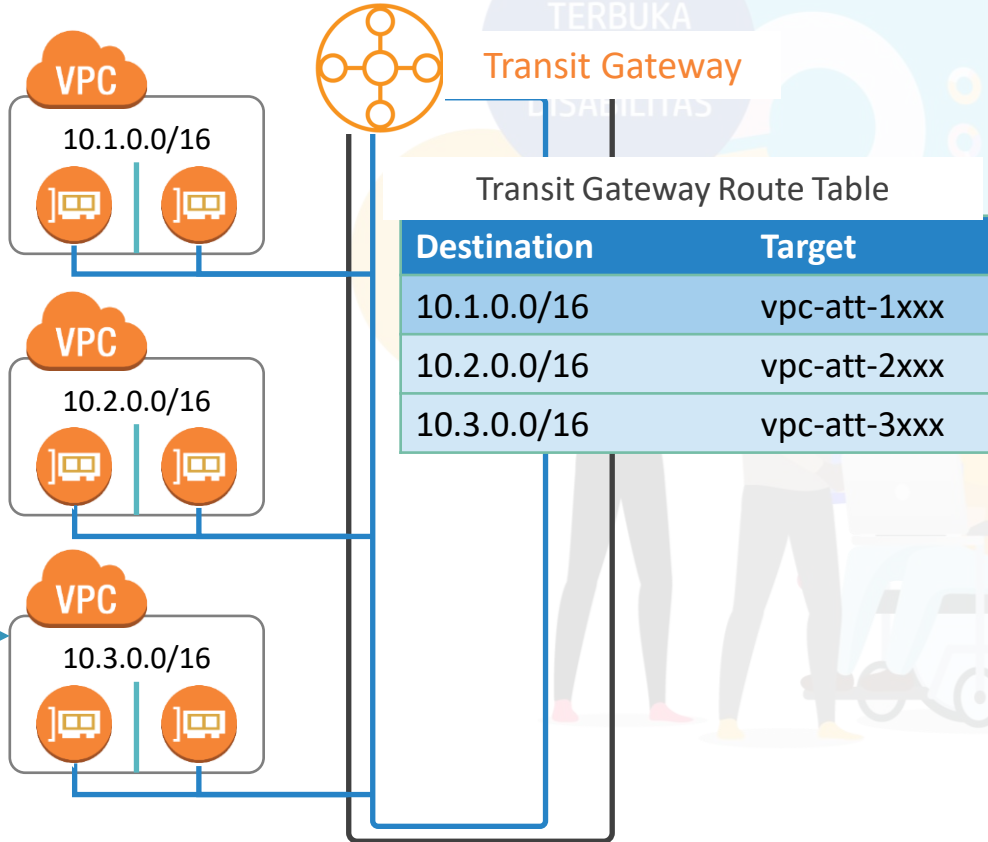 TERBUKA
Transit Gateway
DISABILITAS
VPC
10.1.0.0/16
Transit Gateway Route Table
Destination Target
10.1.0.0/16 vpc-att-1xxx
10.2.0.0/16 vpc-att-2xxx
10.3.0.0/16 vpc-att-3xxx
VPC
10.2.0.0/16
VPC
10.3.0.0/16